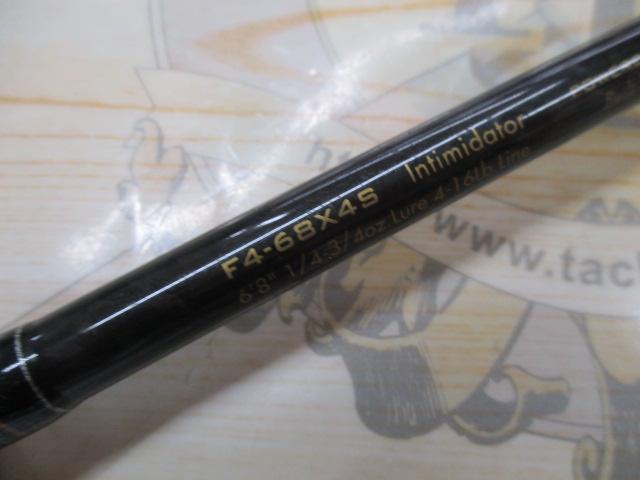 F4-68X4S Intimidator
6'8" 1/4-3/4oz Lure 4-16lb Line
www.tac